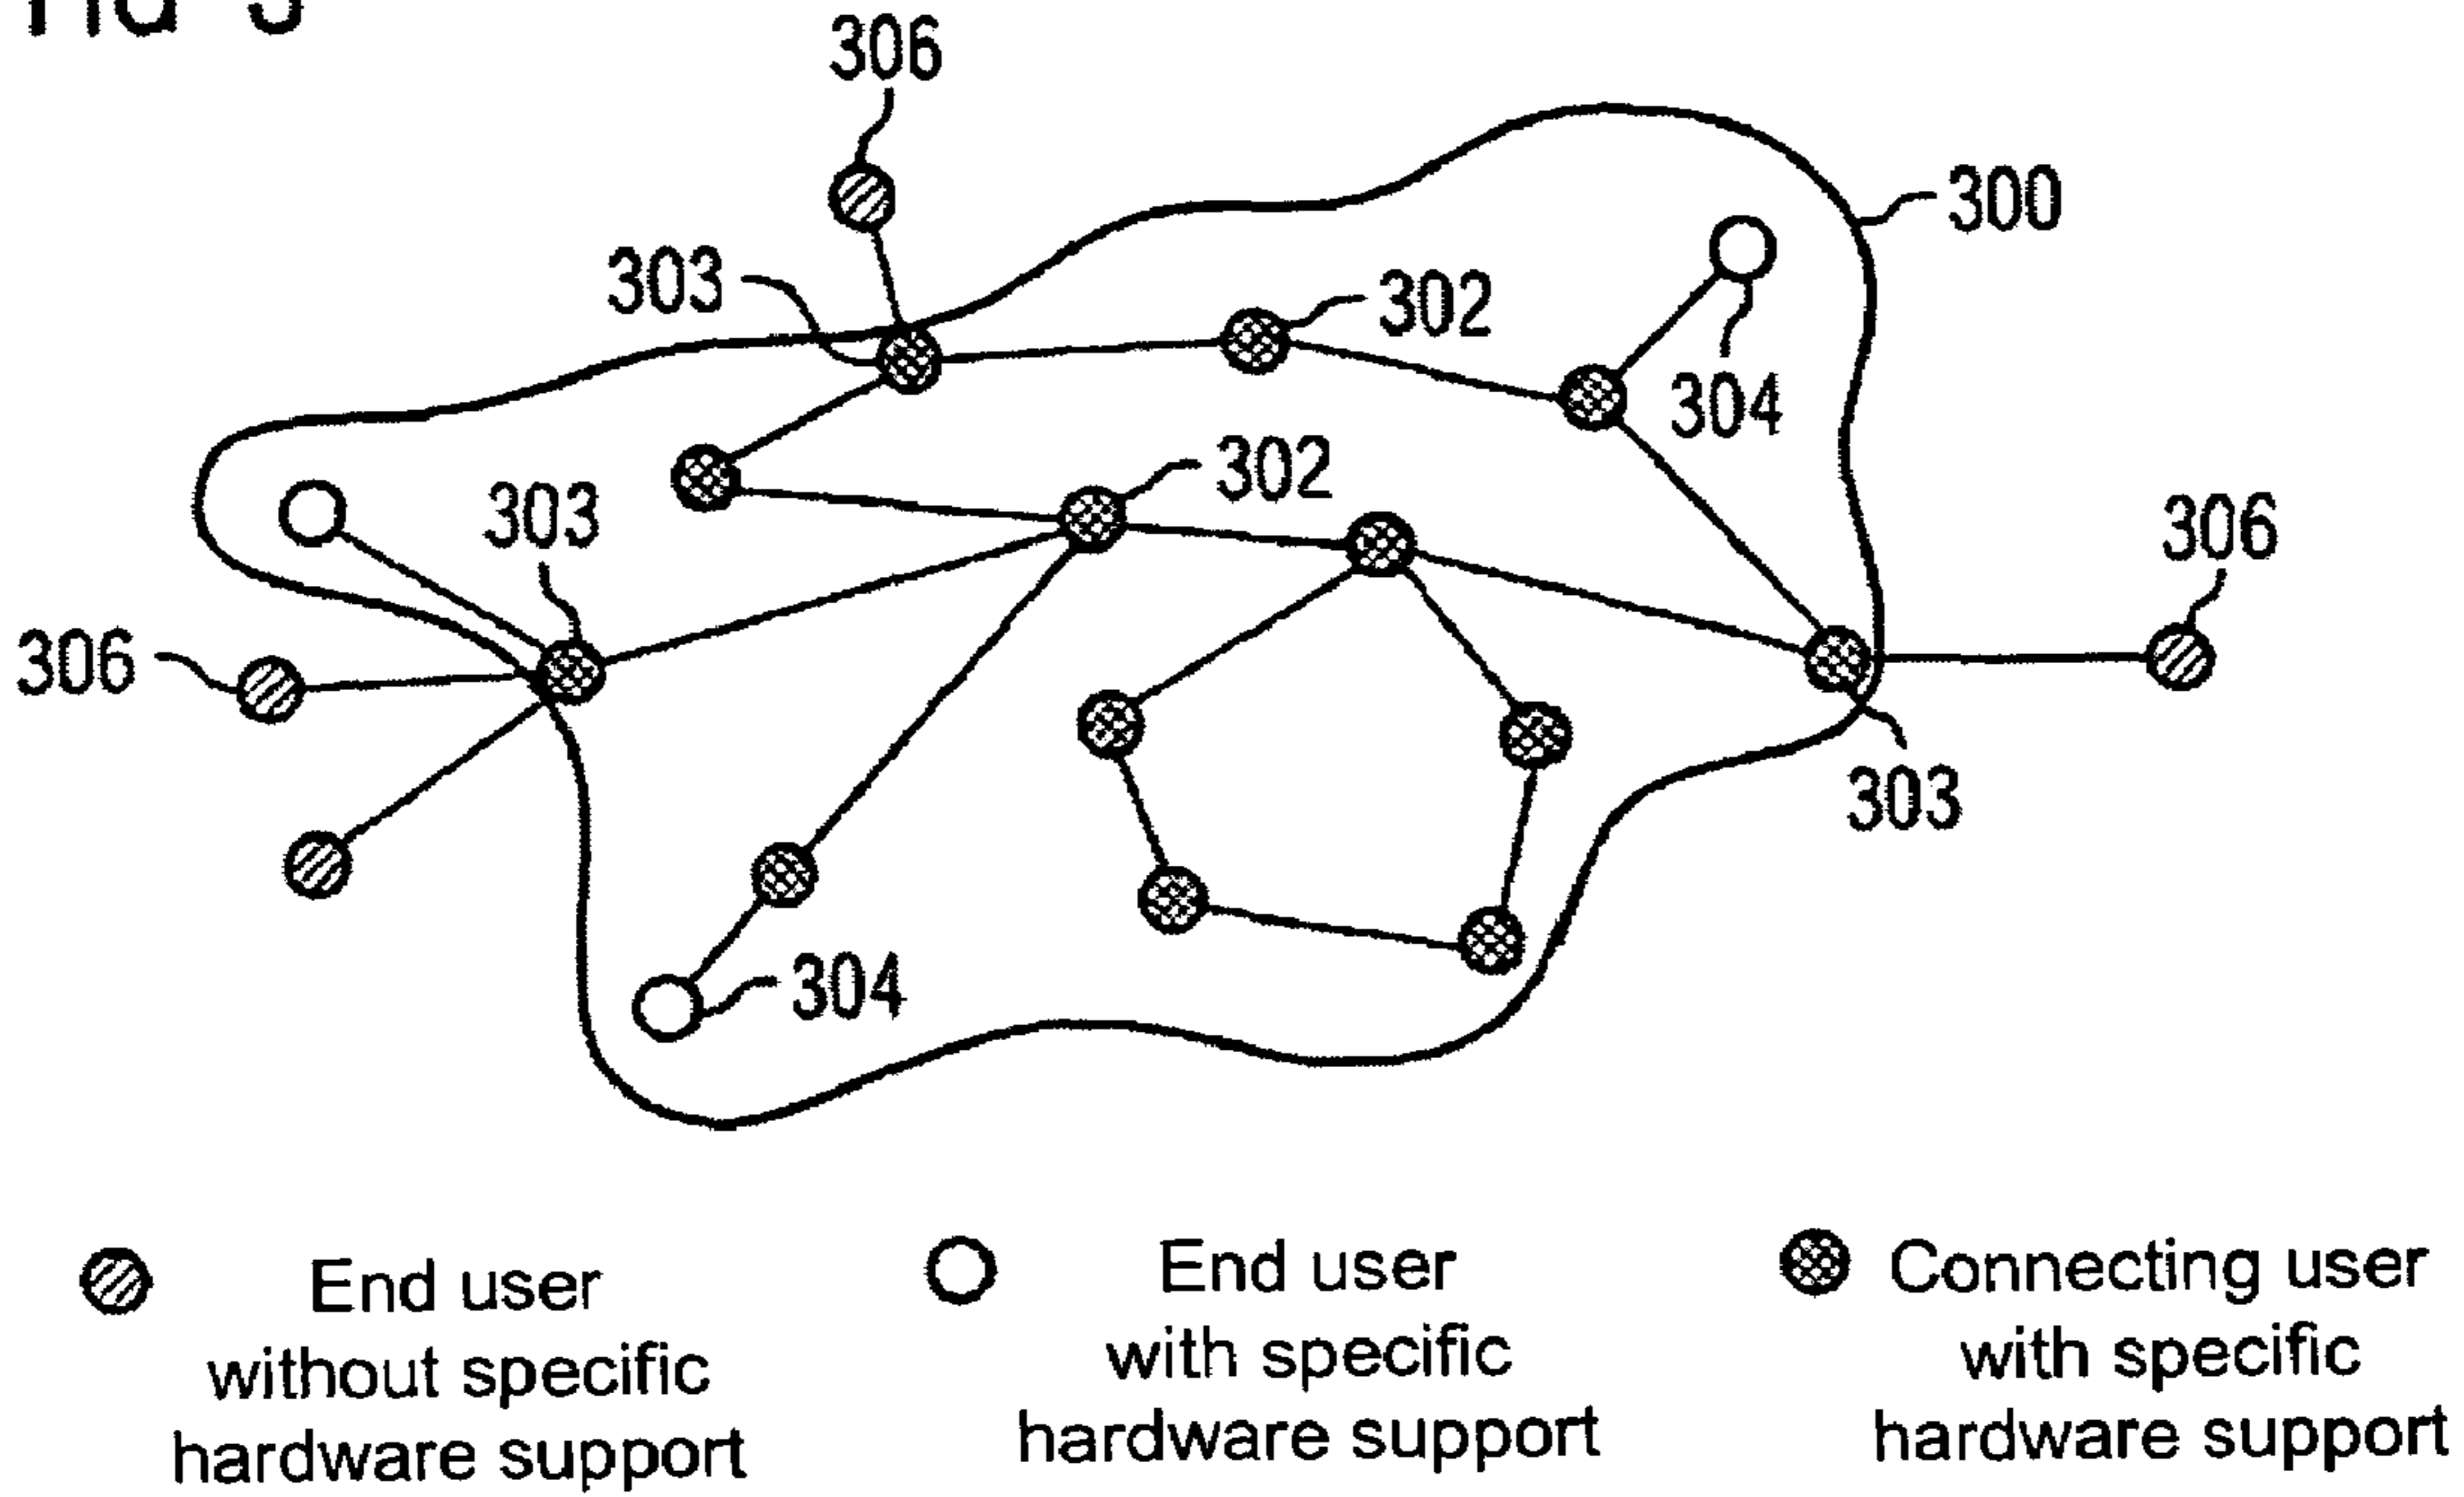 306
300
303
302
304
302
303
306
306
303
304
End user
without specific
hardware support
End user
with specific
hardware support
Connecting user
with specific
hardware support